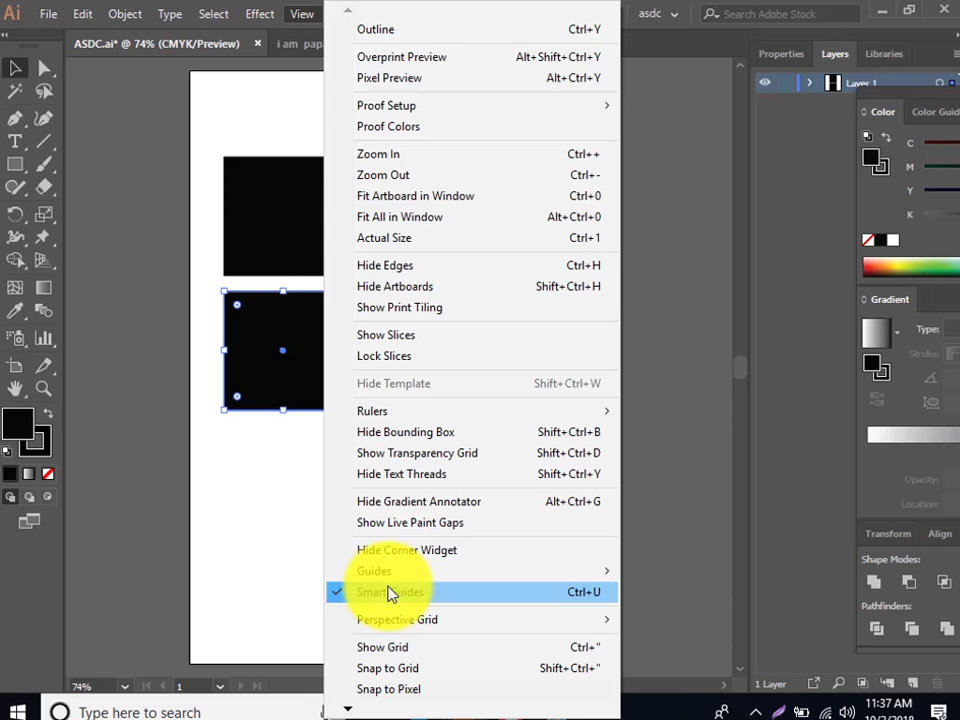 Ai File Edit Object Type Select Effect View asdc Search Adobe Stock
ASDC.ai* @ 74% (CMYK/Preview) × i am
Outline Ctrl+Y
Overprint Preview Alt+Shift+Ctrl+Y
Pixel Preview Alt+Ctrl+Y
Proof Setup
Proof Colors
Zoom In Ctrl++
Zoom Out Ctrl+-
Fit Artboard in Window Ctrl+0
Fit All in Window Alt+Ctrl+0
Actual Size Ctrl+1
Hide Edges Ctrl+H
Hide Artboards Shift+Ctrl+H
Show Print Tiling
Show Slices
Lock Slices
Hide Template Shift+Ctrl+W
Rulers
Hide Bounding Box Shift+Ctrl+B
Show Transparency Grid Shift+Ctrl+D
Hide Text Threads Shift+Ctrl+Y
Hide Gradient Annotator Alt+Ctrl+G
Show Live Paint Gaps
Hide Corner Widget
Guides
Smart Guides Ctrl+U
Perspective Grid
Show Grid Ctrl+"
Snap to Grid Shift+Ctrl+"
Snap to Pixel
Properties Layers Libraries
Layer 1
Color Color Guide
C
M
Y
K
Gradient
Type:
Stroke:
Opacity:
Location:
Transform Align
Shape Modes:
Pathfinders:
74% 1
1 Layer
Type here to search
11:37 AM
10/2/2018